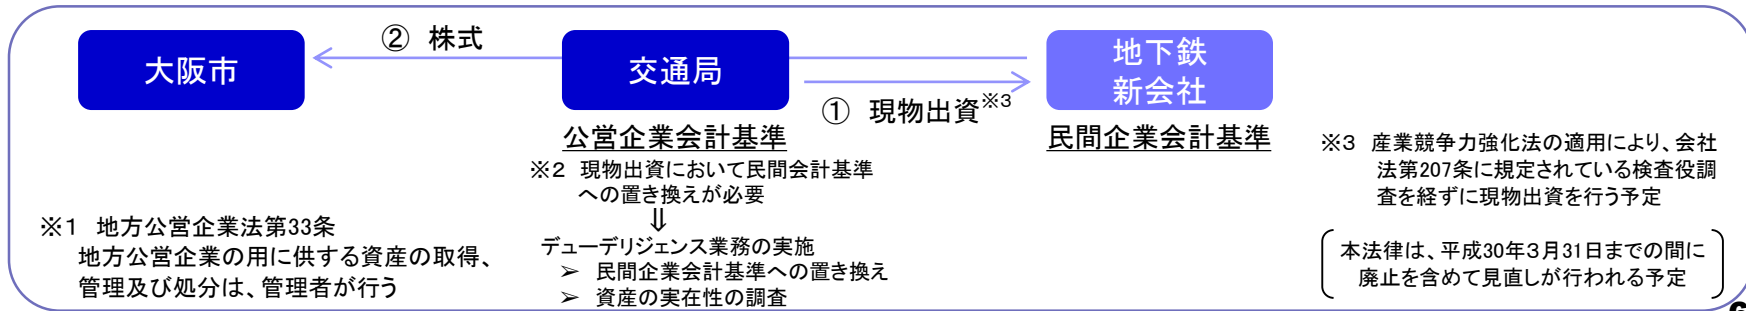 ② 株式
大阪市
交通局
地下鉄
新会社
① 現物出資※3
公営企業会計基準
民間企業会計基準
※2 現物出資において民間会計基準
への置き換えが必要
⇓
デューデリジェンス業務の実施
➢ 民間企業会計基準への置き換え
➢ 資産の実在性の調査
※1 地方公営企業法第33条
地方公営企業の用に供する資産の取得、
管理及び処分は、管理者が行う
※3 産業競争力強化法の適用により、会社
法第207条に規定されている検査役調
査を経ずに現物出資を行う予定
本法律は、平成30年3月31日までの間に
廃止を含めて見直しが行われる予定